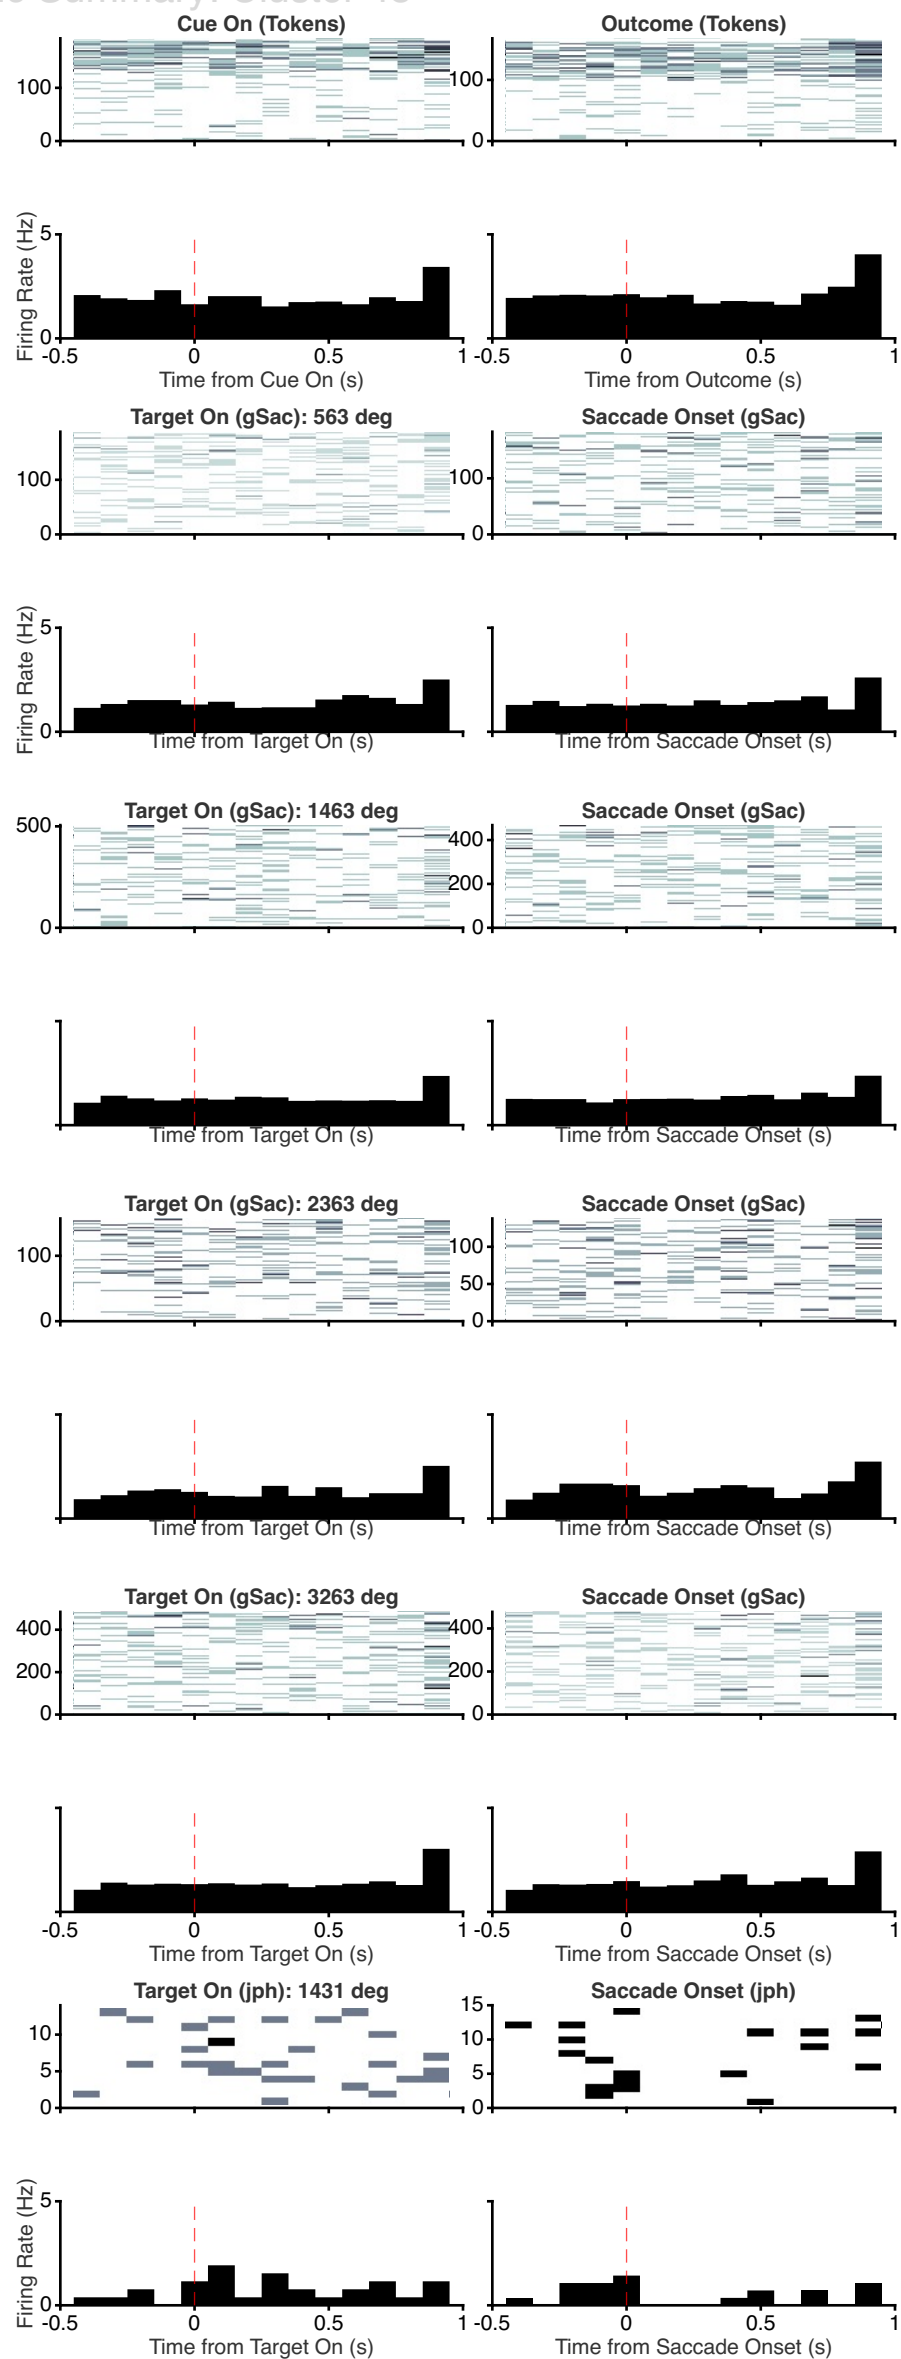 Summary: Cluster
Cue On (Tokens) Outcome (Tokens)
100 100
0 0
Firing Rate (Hz)
5
0
-0.5 0 0.5 1 -0.5 0 0.5 1
Time from Cue On (s) Time from Outcome (s)
Target On (gSac): 563 deg Saccade Onset (gSac)
100 100
0 0
Firing Rate (Hz)
5
0
Time from Target On (s) Time from Saccade Onset (s)
Target On (gSac): 1463 deg Saccade Onset (gSac)
500 400
200
0 0
Time from Target On (s) Time from Saccade Onset (s)
Target On (gSac): 2363 deg Saccade Onset (gSac)
100 100
50
0 0
Time from Target On (s) Time from Saccade Onset (s)
Target On (gSac): 3263 deg Saccade Onset (gSac)
400 400
200 200
0 0
-0.5 0 0.5 1 -0.5 0 0.5 1
Time from Target On (s) Time from Saccade Onset (s)
Target On (jph): 1431 deg Saccade Onset (jph)
15
10 10
5 5
0 0
Firing Rate (Hz)
5
0
-0.5 0 0.5 1 -0.5 0 0.5 1
Time from Target On (s) Time from Saccade Onset (s)